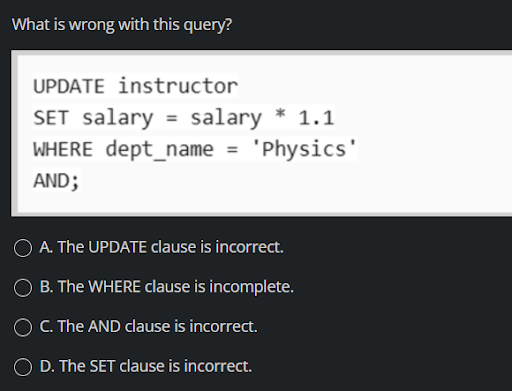 What is wrong with this query?
UPDATE instructor
SET salary = salary * 1.1
WHERE dept_name = 'Physics'
AND;
A. The UPDATE clause is incorrect.
B. The WHERE clause is incomplete.
C. The AND clause is incorrect.
D. The SET clause is incorrect.